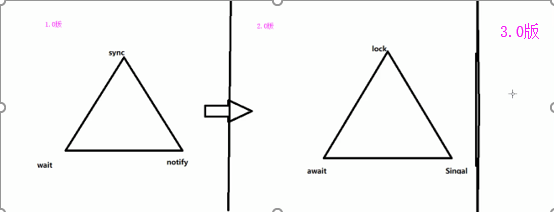 1.0版
sync
wait
notify
2.0版
lock
await
Singal
3.0版